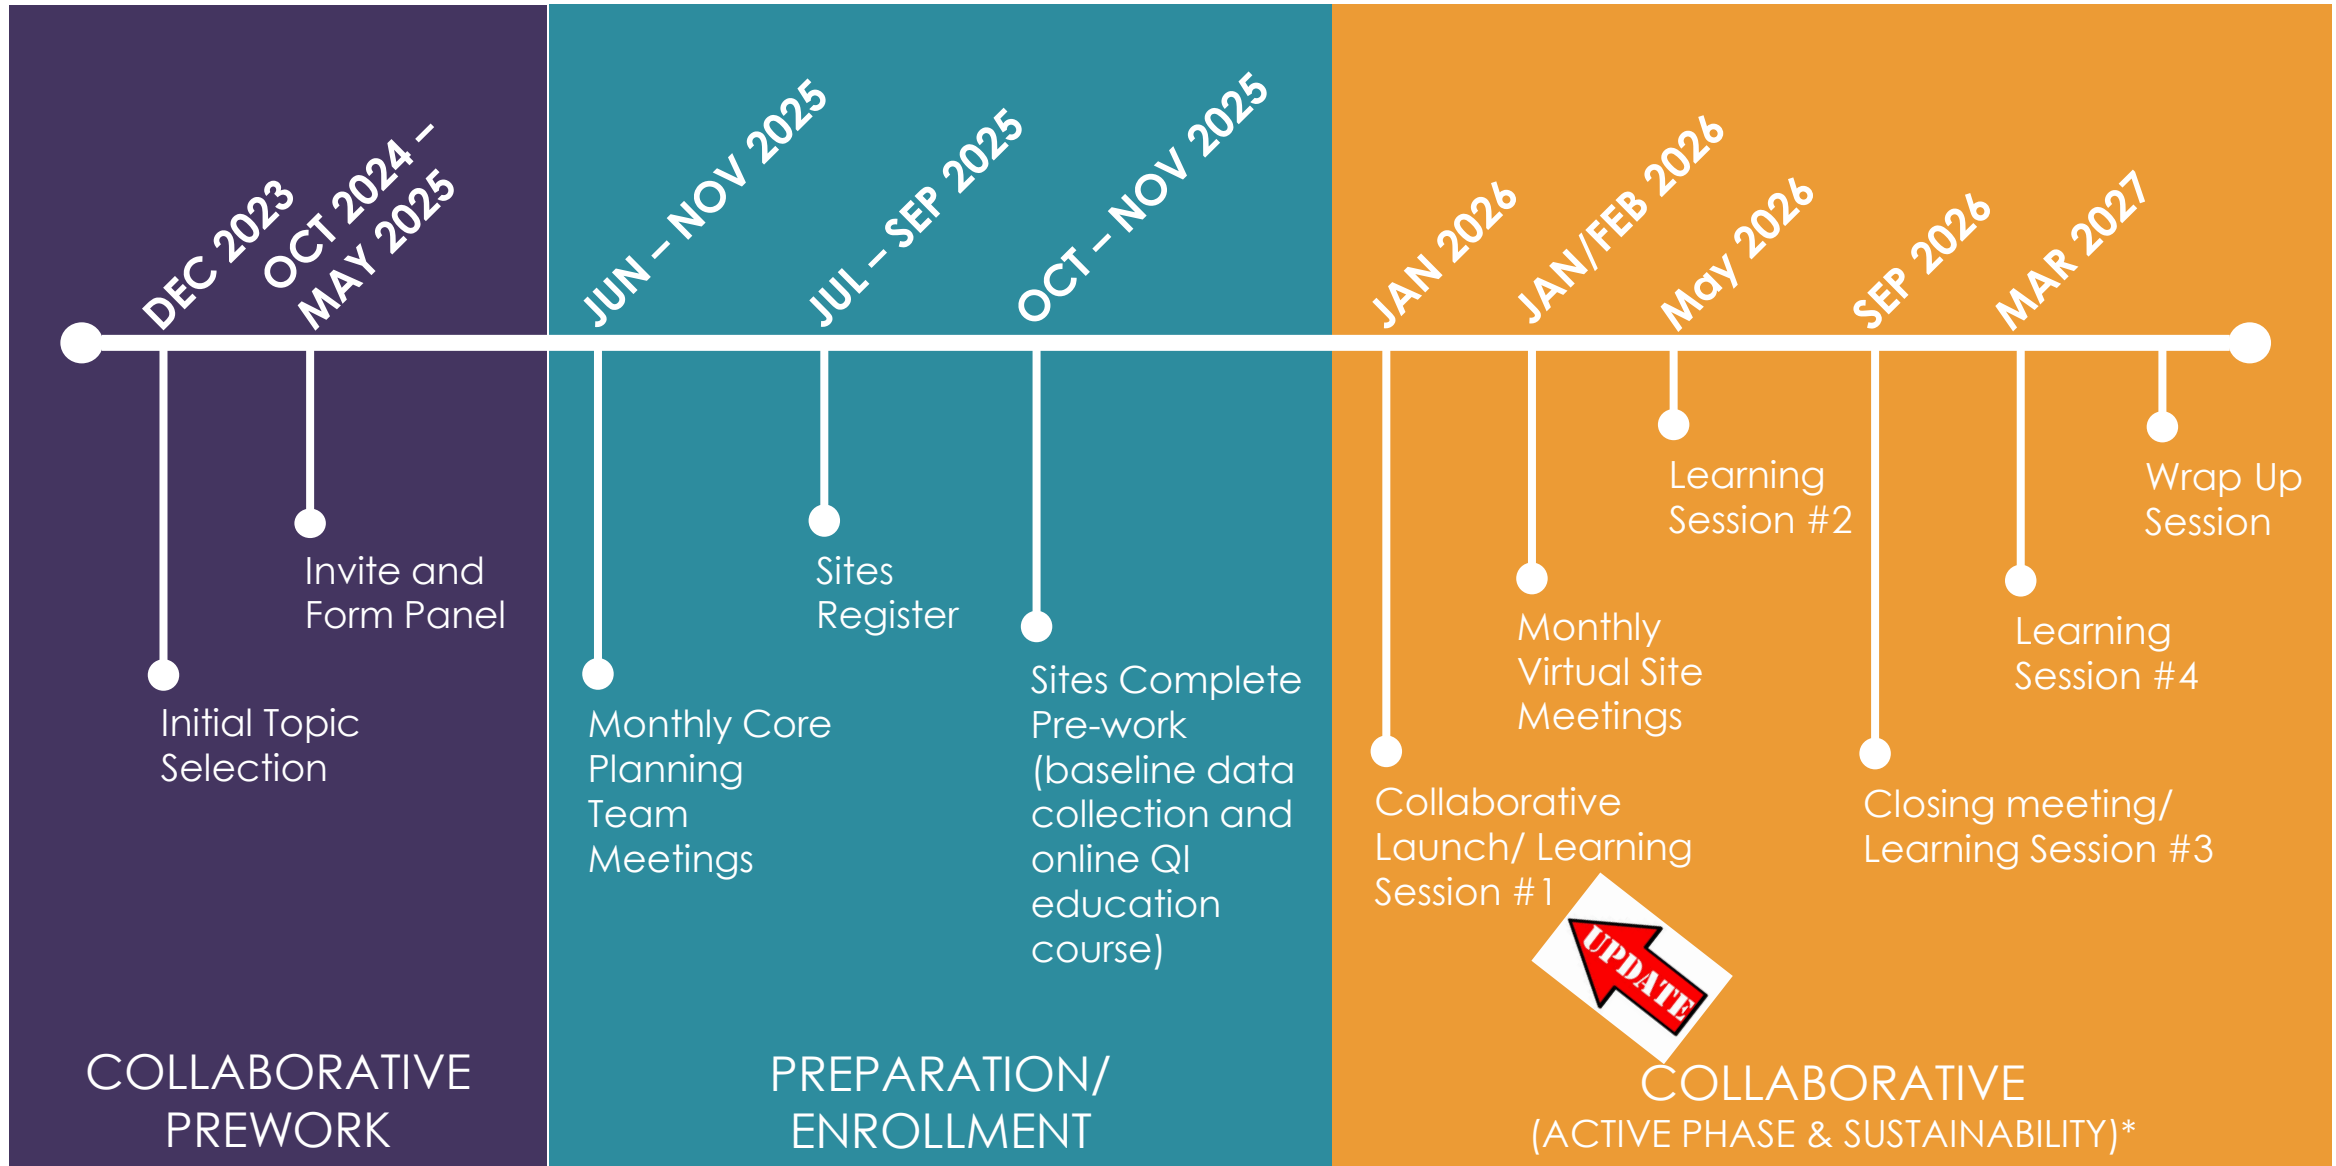 DEC 2023
OCT 2024 –
MAY 2025
JUN – NOV 2025
JUL – SEP 2025
OCT – NOV 2025
JAN 2026
JAN/FEB 2026
May 2026
SEP 2026
MAR 2027
Initial Topic
Selection
Invite and
Form Panel
Monthly Core
Planning
Team
Meetings
Sites
Register
Sites Complete
Pre-work
(baseline data
collection and
online QI
education
course)
Collaborative
Launch/ Learning
Session #1
UPDATE
Monthly
Virtual Site
Meetings
Learning
Session #2
Closing meeting/
Learning Session #3
Learning
Session #4
Wrap Up
Session
COLLABORATIVE
PREWORK
PREPARATION/
ENROLLMENT
COLLABORATIVE
(ACTIVE PHASE & SUSTAINABILITY)*